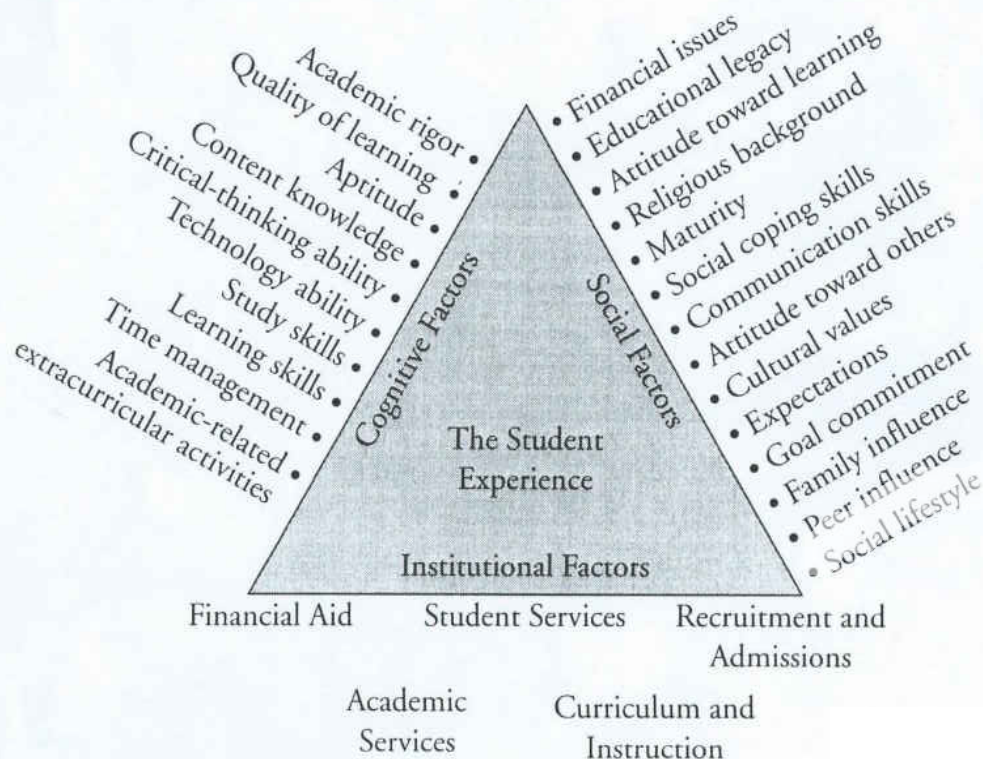 Academic rigor
Quality of learning
Aptitude
Content knowledge
Critical-thinking ability
Technology ability
Study skills
Learning skills
Time management
Academic-related
extracurricular activities
Cognitive Factors
• Financial issues
• Educational legacy
• Attitude toward learning
• Religious background
• Maturity
• Social coping skills
• Communication skills
• Attitude toward others
• Cultural values
• Expectations
• Goal commitment
• Family influence
• Peer influence
• Social lifestyle
Social Factors
The Student
Experience
Institutional Factors
Financial Aid
Student Services
Recruitment and
Admissions
Academic
Services
Curriculum and
Instruction